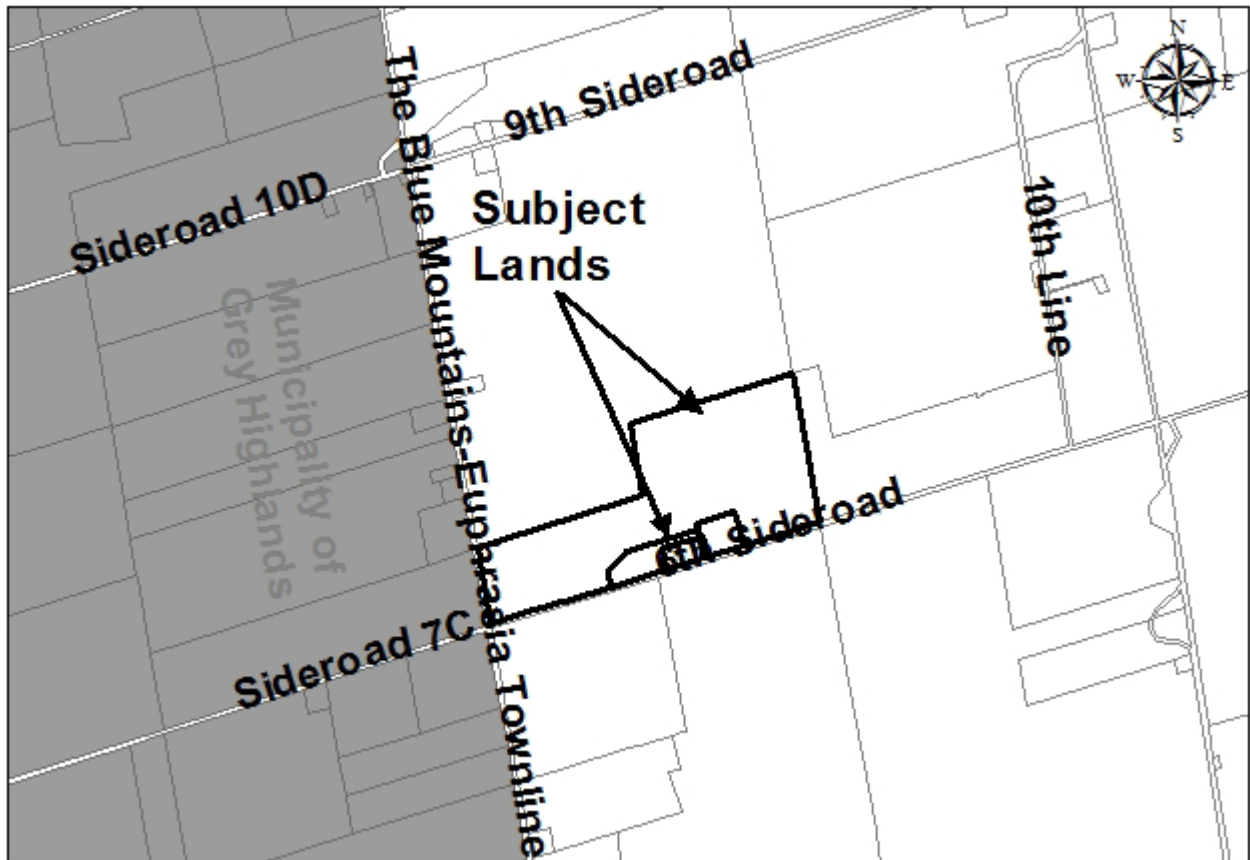 N
W E
S
9th Sideroad
Sideroad 10D
The Blue Mountains-Euphrasia Townline
Subject
Lands
10th Line
Municipality of
Grey Highlands
6th Sideroad
Sideroad 7C